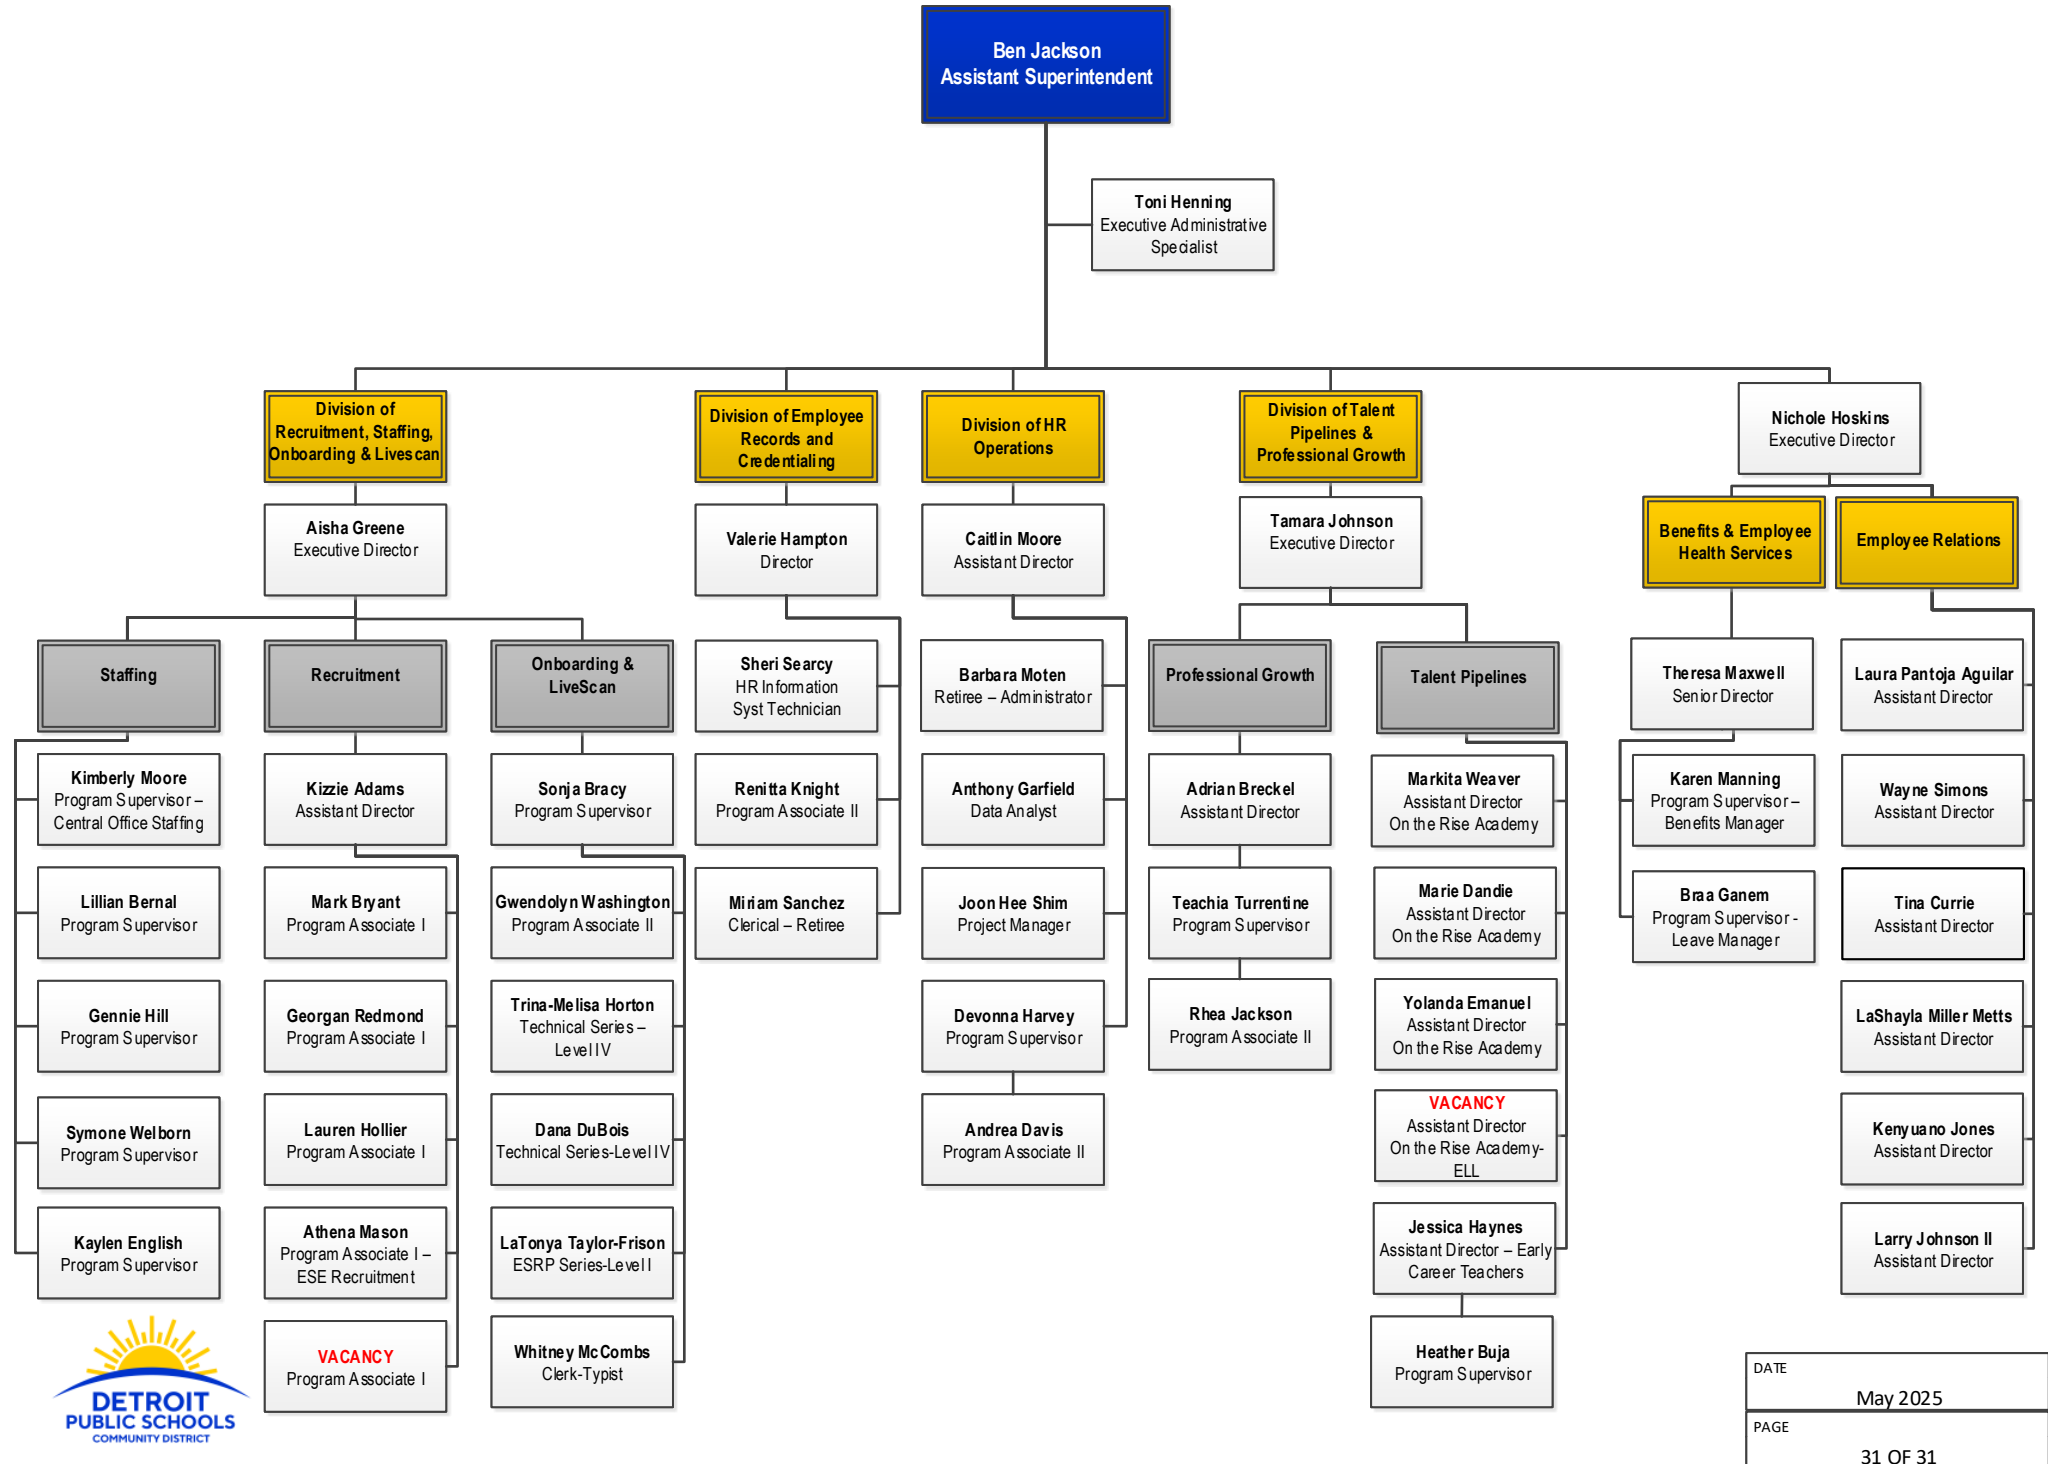 Ben Jackson
Assistant Superintendent
Toni Henning
Executive Administrative
Specialist
Division of
Recruitment, Staffing,
Onboarding & Livescan
Aisha Greene
Executive Director
Staffing
Kimberly Moore
Program Supervisor –
Central Office Staffing
Lillian Bernal
Program Supervisor
Gennie Hill
Program Supervisor
Symone Welborn
Program Supervisor
Kaylen English
Program Supervisor
Recruitment
Kizzie Adams
Assistant Director
Mark Bryant
Program Associate I
Georgan Redmond
Program Associate I
Lauren Hollier
Program Associate I
Athena Mason
Program Associate I –
ESE Recruitment
VACANCY
Program Associate I
Onboarding &
LiveScan
Sonja Bracy
Program Supervisor
Gwendolyn Washington
Program Associate II
Trina-Melisa Horton
Technical Series –
Level IV
Dana DuBois
Technical Series-Level IV
LaTonya Taylor-Frison
ESRP Series-Level I
Whitney McCombs
Clerk-Typist
Division of Employee
Records and
Credentialing
Valerie Hampton
Director
Sheri Searcy
HR Information
Syst Technician
Renitta Knight
Program Associate II
Miriam Sanchez
Clerical – Retiree
Division of HR
Operations
Caitlin Moore
Assistant Director
Barbara Moten
Retiree – Administrator
Anthony Garfield
Data Analyst
Joon Hee Shim
Project Manager
Devonna Harvey
Program Supervisor
Andrea Davis
Program Associate II
Division of Talent
Pipelines &
Professional Growth
Tamara Johnson
Executive Director
Professional Growth
Adrian Breckel
Assistant Director
Teachia Turrentine
Program Supervisor
Rhea Jackson
Program Associate II
Talent Pipelines
Markita Weaver
Assistant Director
On the Rise Academy
Marie Dandie
Assistant Director
On the Rise Academy
Yolanda Emanuel
Assistant Director
On the Rise Academy
VACANCY
Assistant Director
On the Rise Academy-
ELL
Jessica Haynes
Assistant Director – Early
Career Teachers
Heather Buja
Program Supervisor
Nichole Hoskins
Executive Director
Benefits & Employee
Health Services
Theresa Maxwell
Senior Director
Karen Manning
Program Supervisor –
Benefits Manager
Braa Ganem
Program Supervisor -
Leave Manager
Employee Relations
Laura Pantoja Aguilar
Assistant Director
Wayne Simons
Assistant Director
Tina Currie
Assistant Director
LaShayla Miller Metts
Assistant Director
Kenyuano Jones
Assistant Director
Larry Johnson II
Assistant Director
DETROIT
PUBLIC SCHOOLS
COMMUNITY DISTRICT
DATE
May 2025
PAGE
31 OF 31